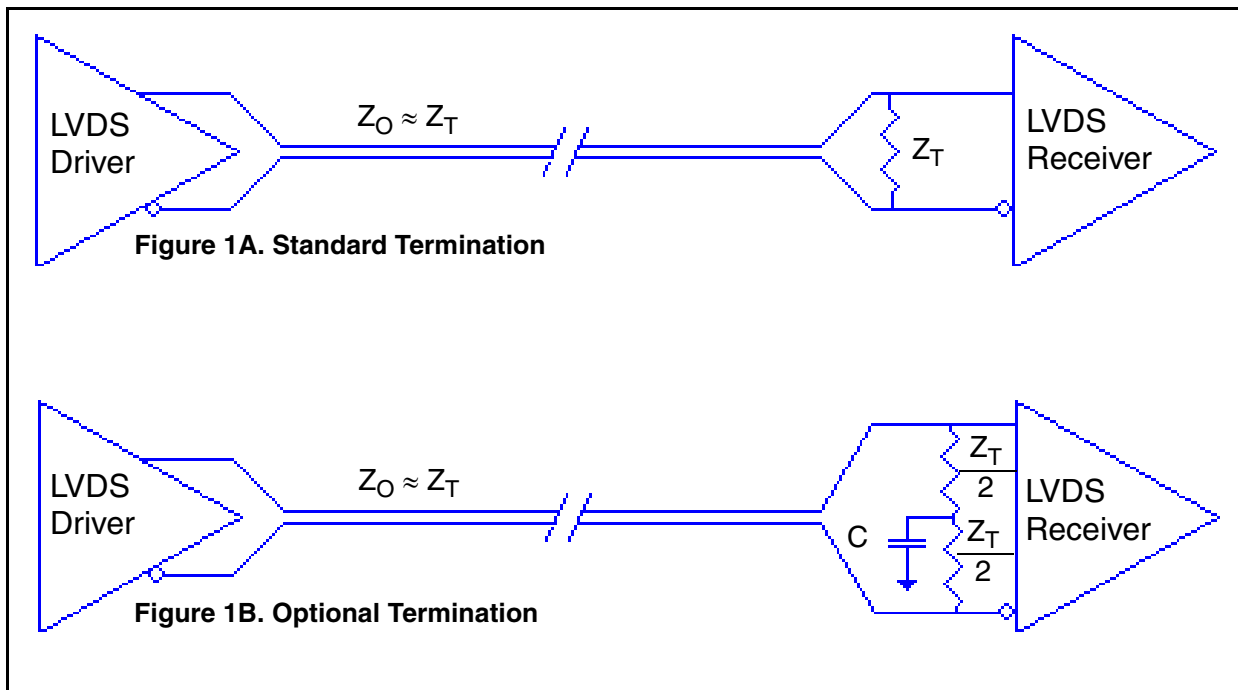 LVDS
Driver
Z_O ≈ Z_T
Z_T
LVDS
Receiver
Figure 1A. Standard Termination
LVDS
Driver
Z_O ≈ Z_T
C
Z_T
2
Z_T
2
LVDS
Receiver
Figure 1B. Optional Termination